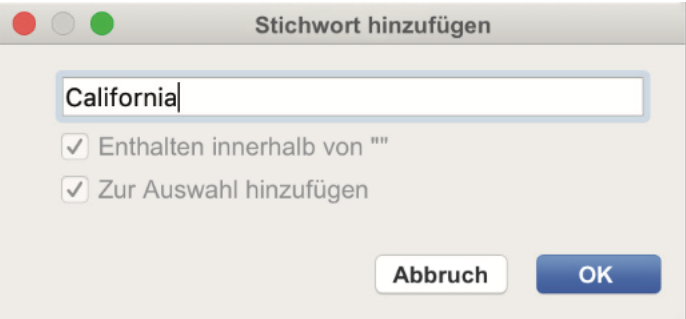 Stichwort hinzufügen
California
Enthalten innerhalb von ""
Zur Auswahl hinzufügen
Abbruch OK